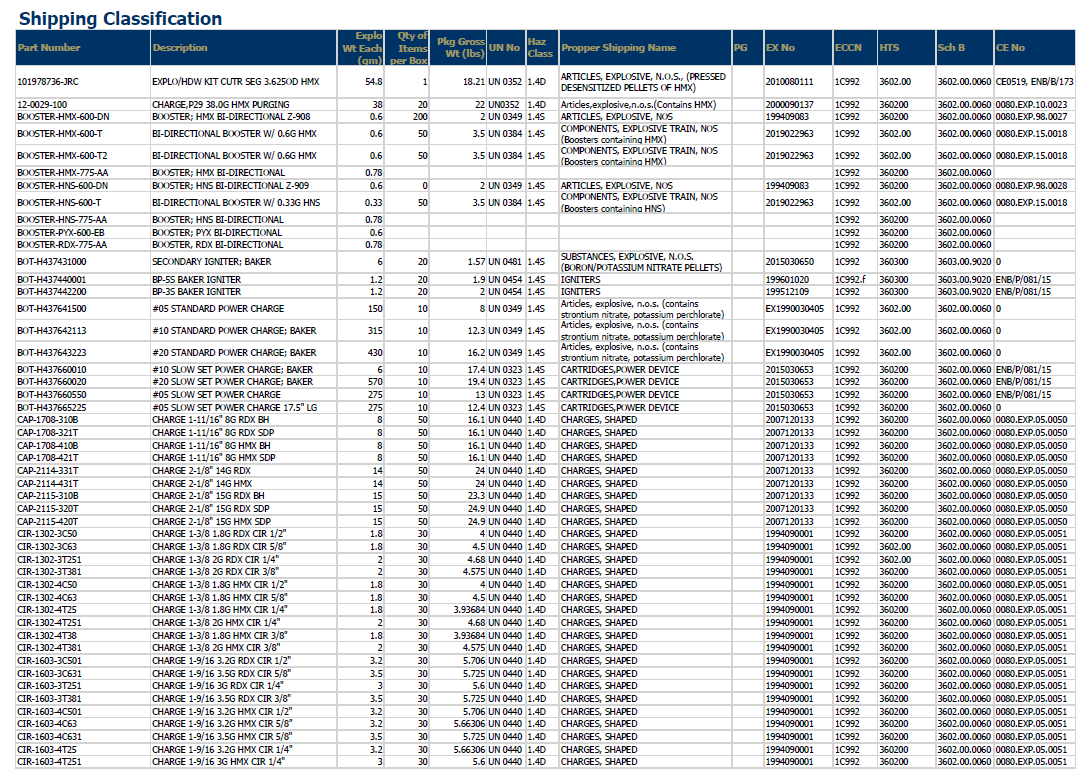 Shipping Classification
Part Number Description Explo Wt Each (gm) Qty of Items per Box Pkg Gross Wt (lbs) UN No Haz Class Propper Shipping Name PG EX No ECCN HTS Sch B CE No
101978736-JRC EXPLO/HDW KIT CUTR SEG 3.625OD HMX 54.8 1 18.21 UN 0352 1.4D ARTICLES, EXPLOSIVE, N.O.S., (PRESSED DESENSITIZED PELLETS OF HMX) 2010080111 1C992 3602.00 3602.00.0060 CE0519, ENB/B/173
12-0029-100 CHARGE,P29 38.0G HMX PURGING 38 20 22 UN0352 1.4D Articles,explosive,n.o.s.(Contains HMX) 2000090137 1C992 360200 3602.00.0060 0080.EXP.10.0023
BOOSTER-HMX-600-DN BOOSTER; HMX BI-DIRECTIONAL Z-908 0.6 200 2 UN 0349 1.4S ARTICLES, EXPLOSIVE, NOS 199409083 1C992 360200 3602.00.0060 0080.EXP.98.0027
BOOSTER-HMX-600-T BI-DIRECTIONAL BOOSTER W/ 0.6G HMX 0.6 50 3.5 UN 0384 1.4S COMPONENTS, EXPLOSIVE TRAIN, NOS (Boosters containing HMX) 2019022963 1C992 360200 3602.00.0060 0080.EXP.15.0018
BOOSTER-HMX-600-T2 BI-DIRECTIONAL BOOSTER W/ 0.6G HMX 0.6 50 3.5 UN 0384 1.4S COMPONENTS, EXPLOSIVE TRAIN, NOS (Boosters containing HMX) 2019022963 1C992 360200 3602.00.0060 0080.EXP.15.0018
BOOSTER-HMX-775-AA BOOSTER; HMX BI-DIRECTIONAL 0.78 1C992 360200 3602.00.0060
BOOSTER-HNS-600-DN BOOSTER; HNS BI-DIRECTIONAL Z-909 0.6 0 2 UN 0349 1.4S ARTICLES, EXPLOSIVE, NOS 199409083 1C992 360200 3602.00.0060 0080.EXP.98.0028
BOOSTER-HNS-600-T BI-DIRECTIONAL BOOSTER W/ 0.33G HNS 0.33 50 3.5 UN 0384 1.4S COMPONENTS, EXPLOSIVE TRAIN, NOS (Boosters containing HNS) 2019022963 1C992 360200 3602.00.0060 0080.EXP.15.0018
BOOSTER-HNS-775-AA BOOSTER; HNS BI-DIRECTIONAL 0.78 1C992 360200 3602.00.0060
BOOSTER-PYX-600-EB BOOSTER; PYX BI-DIRECTIONAL 0.6 1C992 360200 3602.00.0060
BOOSTER-RDX-775-AA BOOSTER, RDX BI-DIRECTIONAL 0.78 1C992 360200 3602.00.0060
BOT-H437431000 SECONDARY IGNITER; BAKER 6 20 1.57 UN 0481 1.4S SUBSTANCES, EXPLOSIVE, N.O.S. (BORON/POTASSIUM NITRATE PELLETS) 2015030650 1C992 360300 3603.00.9020 0
BOT-H437440001 BP-5S BAKER IGNITER 1.2 20 1.9 UN 0454 1.4S IGNITERS 199601020 1C992.f 360300 3603.00.9020 ENB/P/081/15
BOT-H437442200 BP-3S BAKER IGNITER 1.2 20 2 UN 0454 1.4S IGNITERS 199512109 1C992 360300 3603.00.9020 ENB/P/081/15
BOT-H437641500 #05 STANDARD POWER CHARGE 150 10 8 UN 0349 1.4S Articles, explosive, n.o.s. (contains strontium nitrate, potassium perchlorate) EX1990030405 1C992 3602.00 3602.00.0060 0
BOT-H437642113 #10 STANDARD POWER CHARGE; BAKER 315 10 12.3 UN 0349 1.4S Articles, explosive, n.o.s. (contains strontium nitrate, potassium perchlorate) EX1990030405 1C992 3602.00 3602.00.0060 0
BOT-H437643223 #20 STANDARD POWER CHARGE; BAKER 430 10 16.2 UN 0349 1.4S Articles, explosive, n.o.s. (contains strontium nitrate, potassium perchlorate) EX1990030405 1C992 3602.00 3602.00.0060 0
BOT-H437660010 #10 SLOW SET POWER CHARGE; BAKER 6 10 17.4 UN 0323 1.4S CARTRIDGES,POWER DEVICE 2015030653 1C992 360200 3602.00.0060 ENB/P/081/15
BOT-H437660020 #20 SLOW SET POWER CHARGE; BAKER 570 10 19.4 UN 0323 1.4S CARTRIDGES,POWER DEVICE 2015030653 1C992 360200 3602.00.0060 ENB/P/081/15
BOT-H437660550 #05 SLOW SET POWER CHARGE 275 10 13 UN 0323 1.4S CARTRIDGES,POWER DEVICE 2015030653 1C992 360200 3602.00.0060 ENB/P/081/15
BOT-H437665225 #05 SLOW SET POWER CHARGE 17.5" LG 275 10 12.4 UN 0323 1.4S CARTRIDGES,POWER DEVICE 2015030653 1C992 360200 3602.00.0060 0
CAP-1708-310B CHARGE 1-11/16" 8G RDX BH 8 50 16.1 UN 0440 1.4D CHARGES, SHAPED 2007120133 1C992 360200 3602.00.0060 0080.EXP.05.0050
CAP-1708-321T CHARGE 1-11/16" 8G RDX SDP 8 50 16.1 UN 0440 1.4D CHARGES, SHAPED 2007120133 1C992 360200 3602.00.0060 0080.EXP.05.0050
CAP-1708-410B CHARGE 1-11/16" 8G HMX BH 8 50 16.1 UN 0440 1.4D CHARGES, SHAPED 2007120133 1C992 360200 3602.00.0060 0080.EXP.05.0050
CAP-1708-421T CHARGE 1-11/16" 8G HMX SDP 8 50 16.1 UN 0440 1.4D CHARGES, SHAPED 2007120133 1C992 360200 3602.00.0060 0080.EXP.05.0050
CAP-2114-331T CHARGE 2-1/8" 14G RDX 14 50 24 UN 0440 1.4D CHARGES, SHAPED 2007120133 1C992 360200 3602.00.0060 0080.EXP.05.0050
CAP-2114-431T CHARGE 2-1/8" 14G HMX 14 50 24 UN 0440 1.4D CHARGES, SHAPED 2007120133 1C992 360200 3602.00.0060 0080.EXP.05.0050
CAP-2115-310B CHARGE 2-1/8" 15G RDX BH 15 50 23.3 UN 0440 1.4D CHARGES, SHAPED 2007120133 1C992 360200 3602.00.0060 0080.EXP.05.0050
CAP-2115-320T CHARGE 2-1/8" 15G RDX SDP 15 50 24.9 UN 0440 1.4D CHARGES, SHAPED 2007120133 1C992 360200 3602.00.0060 0080.EXP.05.0050
CAP-2115-420T CHARGE 2-1/8" 15G HMX SDP 15 50 24.9 UN 0440 1.4D CHARGES, SHAPED 2007120133 1C992 360200 3602.00.0060 0080.EXP.05.0050
CIR-1302-3C50 CHARGE 1-3/8 1.8G RDX CIR 1/2" 1.8 30 4 UN 0440 1.4D CHARGES, SHAPED 1994090001 1C992 360200 3602.00.0060 0080.EXP.05.0051
CIR-1302-3C63 CHARGE 1-3/8 1.8G RDX CIR 5/8" 1.8 30 4.5 UN 0440 1.4D CHARGES, SHAPED 1994090001 1C992 3602.00 3602.00.0060 0080.EXP.05.0051
CIR-1302-3T251 CHARGE 1-3/8 2G RDX CIR 1/4" 2 30 4.68 UN 0440 1.4D CHARGES, SHAPED 1994090001 1C992 3602.00 3602.00.0060 0080.EXP.05.0051
CIR-1302-3T381 CHARGE 1-3/8 2G RDX CIR 3/8" 2 30 4.575 UN 0440 1.4D CHARGES, SHAPED 1994090001 1C992 360200 3602.00.0060 0080.EXP.05.0051
CIR-1302-4C50 CHARGE 1-3/8 1.8G HMX CIR 1/2" 1.8 30 4 UN 0440 1.4D CHARGES, SHAPED 1994090001 1C992 360200 3602.00.0060 0080.EXP.05.0051
CIR-1302-4C63 CHARGE 1-3/8 1.8G HMX CIR 5/8" 1.8 30 4.5 UN 0440 1.4D CHARGES, SHAPED 1994090001 1C992 360200 3602.00.0060 0080.EXP.05.0051
CIR-1302-4T25 CHARGE 1-3/8 1.8G HMX CIR 1/4" 1.8 30 3.93684 UN 0440 1.4D CHARGES, SHAPED 1994090001 1C992 360200 3602.00.0060 0080.EXP.05.0051
CIR-1302-4T251 CHARGE 1-3/8 2G HMX CIR 1/4" 2 30 4.68 UN 0440 1.4D CHARGES, SHAPED 1994090001 1C992 360200 3602.00.0060 0080.EXP.05.0051
CIR-1302-4T38 CHARGE 1-3/8 1.8G HMX CIR 3/8" 1.8 30 3.93684 UN 0440 1.4D CHARGES, SHAPED 1994090001 1C992 360200 3602.00.0060 0080.EXP.05.0051
CIR-1302-4T381 CHARGE 1-3/8 2G HMX CIR 3/8" 2 30 4.575 UN 0440 1.4D CHARGES, SHAPED 1994090001 1C992 360200 3602.00.0060 0080.EXP.05.0051
CIR-1603-3C501 CHARGE 1-9/16 3.2G RDX CIR 1/2" 3.2 30 5.706 UN 0440 1.4D CHARGES, SHAPED 1994090001 1C992 360200 3602.00.0060 0080.EXP.05.0051
CIR-1603-3C631 CHARGE 1-9/16 3.5G RDX CIR 5/8" 3.5 30 5.725 UN 0440 1.4D CHARGES, SHAPED 1994090001 1C992 360200 3602.00.0060 0080.EXP.05.0051
CIR-1603-3T251 CHARGE 1-9/16 3G RDX CIR 1/4" 3 30 5.6 UN 0440 1.4D CHARGES, SHAPED 1994090001 1C992 360200 3602.00.0060 0080.EXP.05.0051
CIR-1603-3T381 CHARGE 1-9/16 3.5G RDX CIR 3/8" 3.5 30 5.725 UN 0440 1.4D CHARGES, SHAPED 1994090001 1C992 360200 3602.00.0060 0080.EXP.05.0051
CIR-1603-4C501 CHARGE 1-9/16 3.2G HMX CIR 1/2" 3.2 30 5.706 UN 0440 1.4D CHARGES, SHAPED 1994090001 1C992 360200 3602.00.0060 0080.EXP.05.0051
CIR-1603-4C63 CHARGE 1-9/16 3.2G HMX CIR 5/8" 3.2 30 5.66306 UN 0440 1.4D CHARGES, SHAPED 1994090001 1C992 360200 3602.00.0060 0080.EXP.05.0051
CIR-1603-4C631 CHARGE 1-9/16 3.5G HMX CIR 5/8" 3.5 30 5.725 UN 0440 1.4D CHARGES, SHAPED 1994090001 1C992 360200 3602.00.0060 0080.EXP.05.0051
CIR-1603-4T25 CHARGE 1-9/16 3.2G HMX CIR 1/4" 3.2 30 5.66306 UN 0440 1.4D CHARGES, SHAPED 1994090001 1C992 360200 3602.00.0060 0080.EXP.05.0051
CIR-1603-4T251 CHARGE 1-9/16 3G HMX CIR 1/4" 3 30 5.6 UN 0440 1.4D CHARGES, SHAPED 1994090001 1C992 360200 3602.00.0060 0080.EXP.05.0051